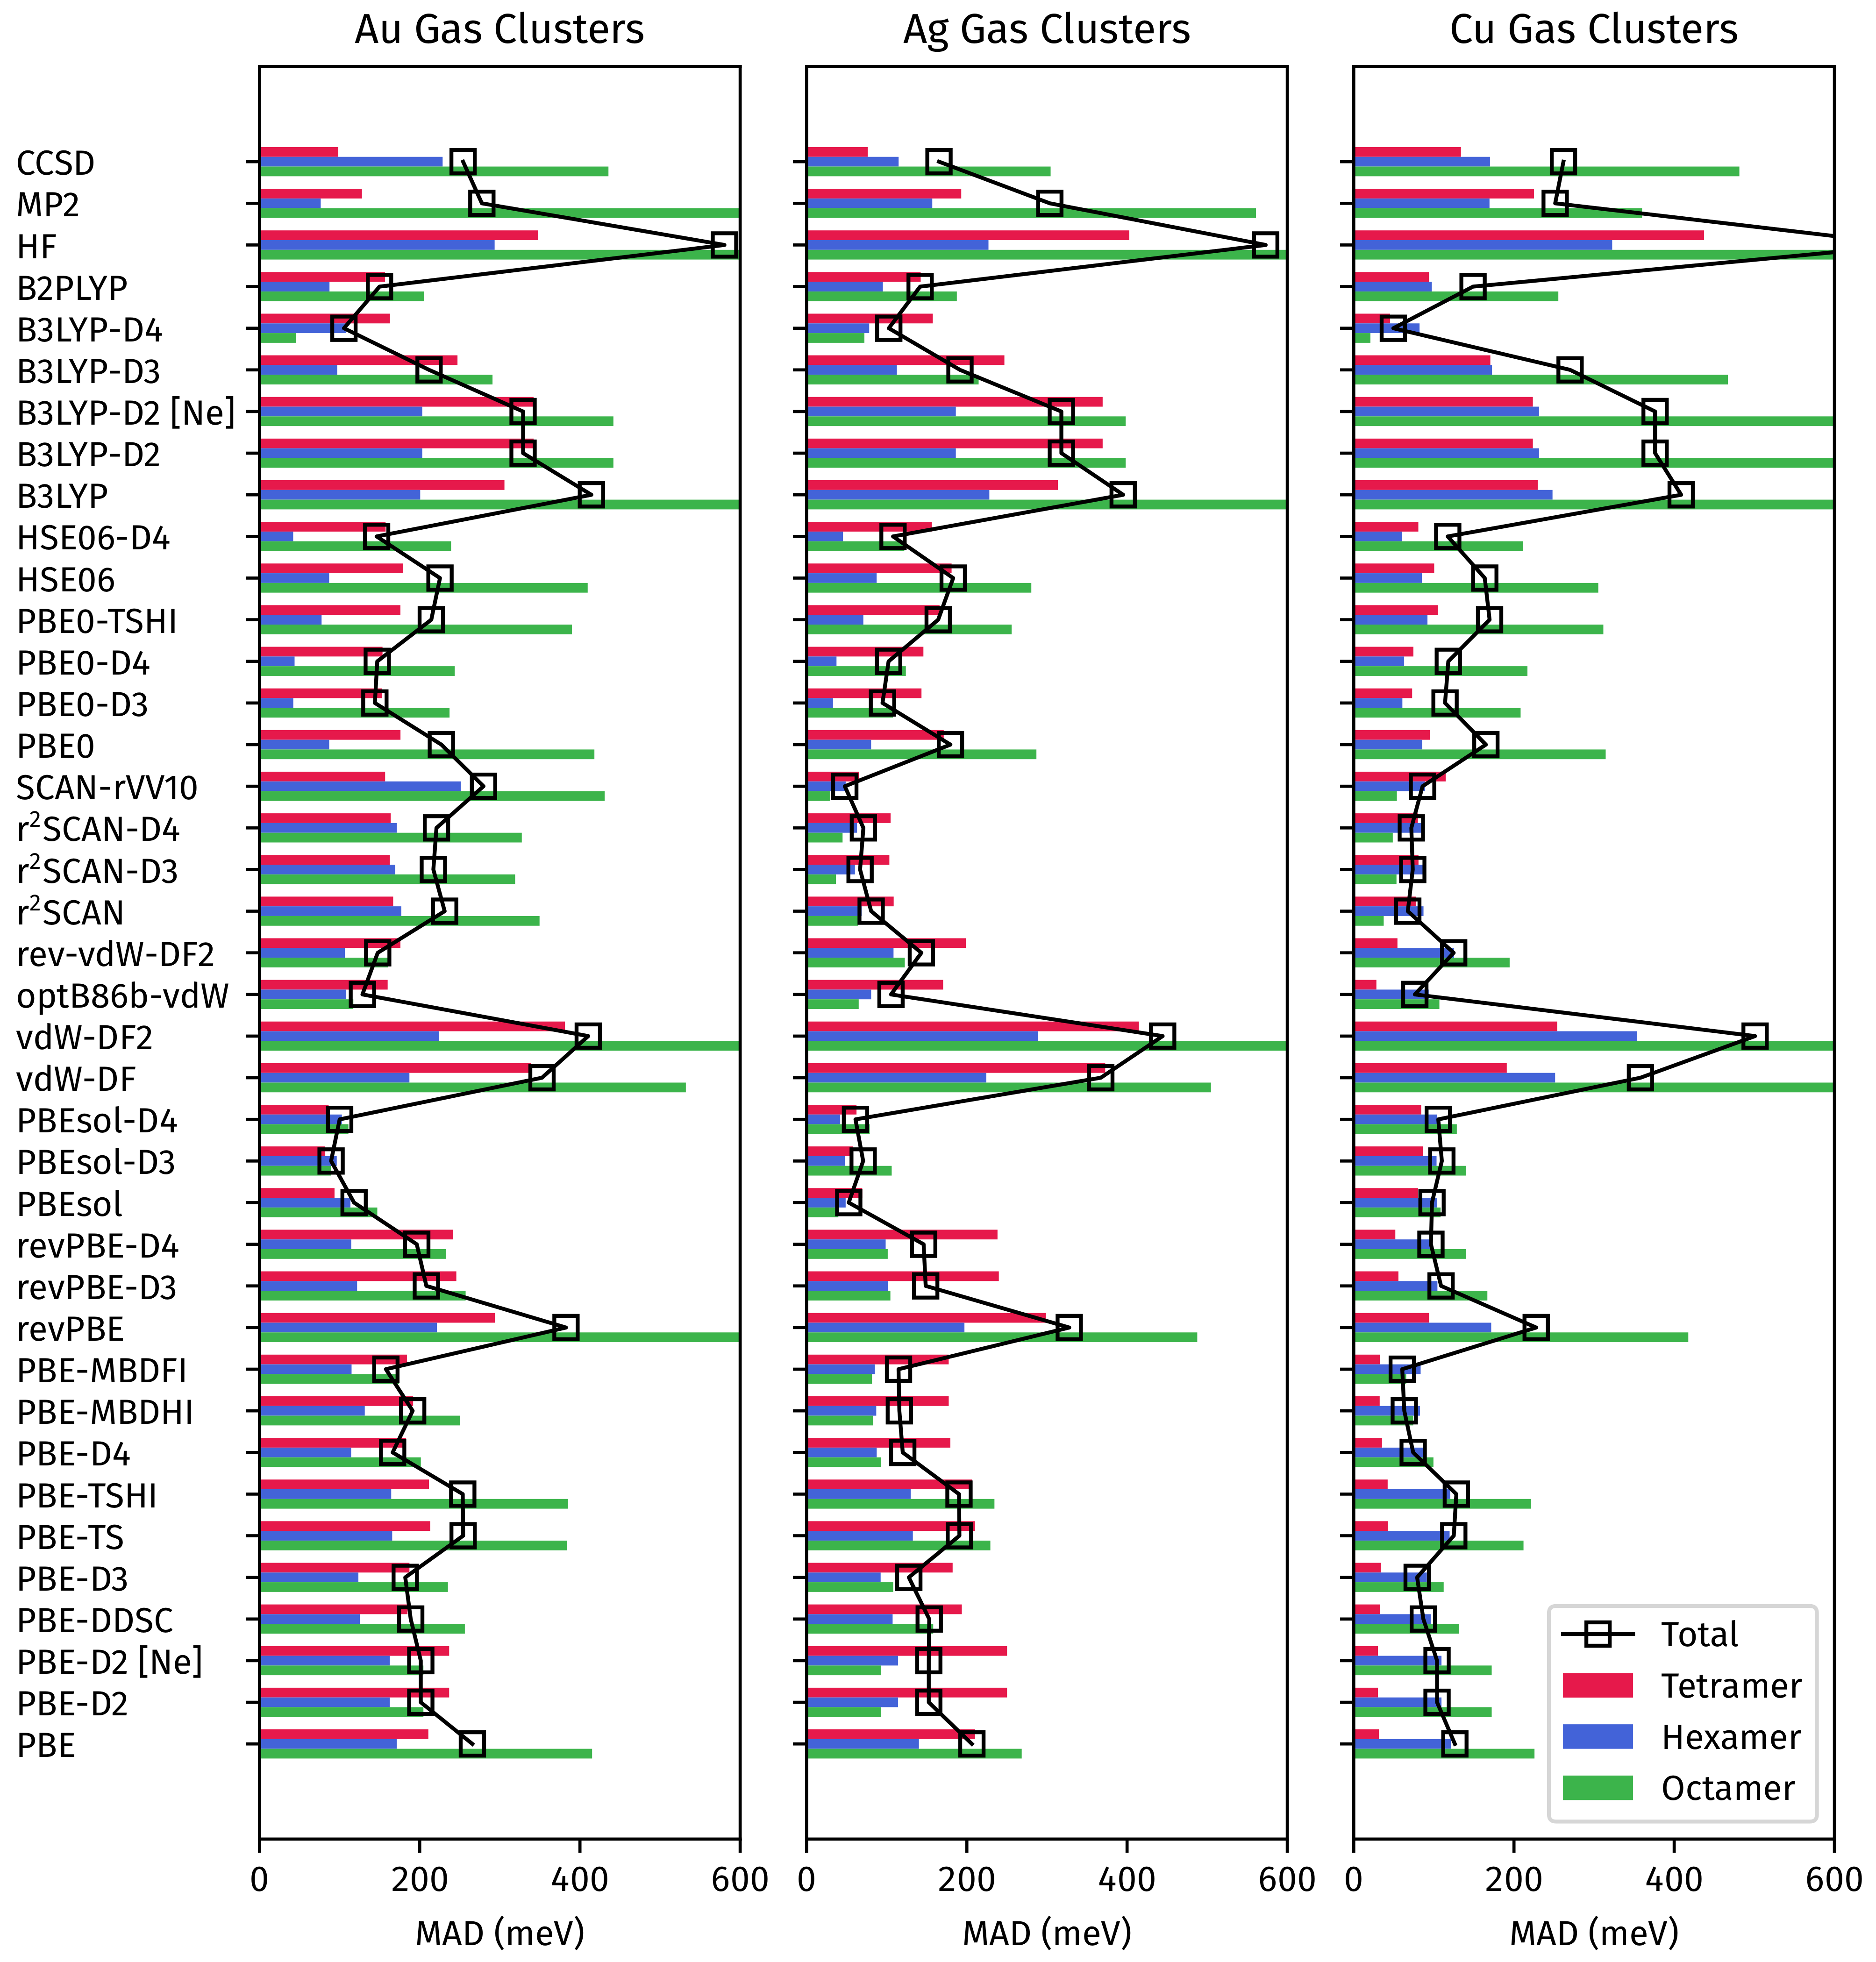 Au Gas Clusters
Ag Gas Clusters
Cu Gas Clusters
CCSD
MP2
HF
B2PLYP
B3LYP-D4
B3LYP-D3
B3LYP-D2 [Ne]
B3LYP-D2
B3LYP
HSE06-D4
HSE06
PBE0-TSHI
PBE0-D4
PBE0-D3
PBE0
SCAN-rVV10
r²SCAN-D4
r²SCAN-D3
r²SCAN
rev-vdW-DF2
optB86b-vdW
vdW-DF2
vdW-DF
PBEsol-D4
PBEsol-D3
PBEsol
revPBE-D4
revPBE-D3
revPBE
PBE-MBDFI
PBE-MBDHI
PBE-D4
PBE-TSHI
PBE-TS
PBE-D3
PBE-DDSC
PBE-D2 [Ne]
PBE-D2
PBE
Total
Tetramer
Hexamer
Octamer
0 200 400 600
0 200 400 600
0 200 400 600
MAD (meV)
MAD (meV)
MAD (meV)